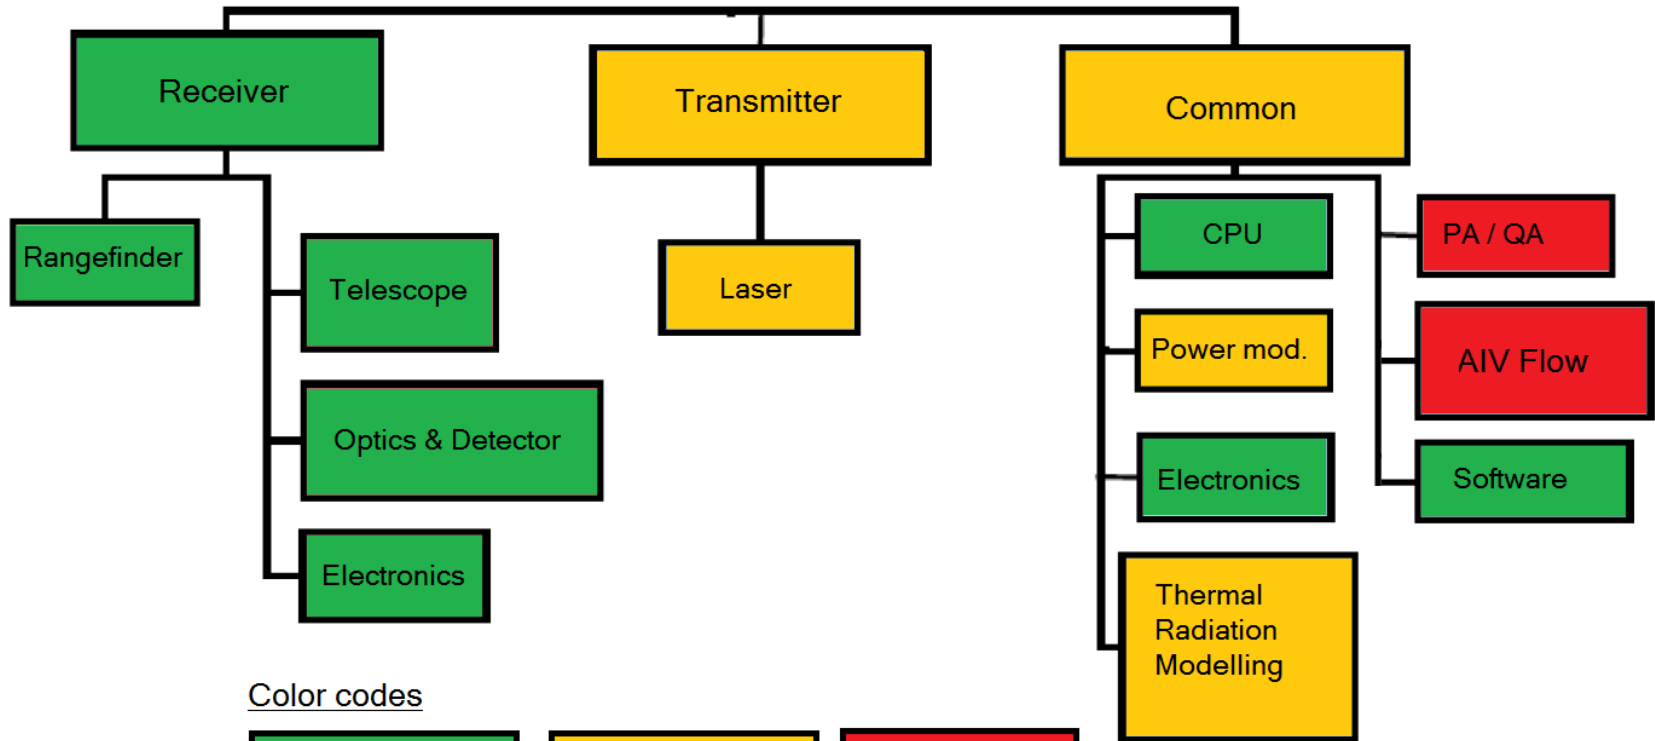 Receiver
Transmitter
Common
Rangefinder
Telescope
Optics & Detector
Electronics
Laser
CPU
Power mod.
Electronics
Thermal
Radiation
Modelling
PA / QA
AIV Flow
Software
Color codes